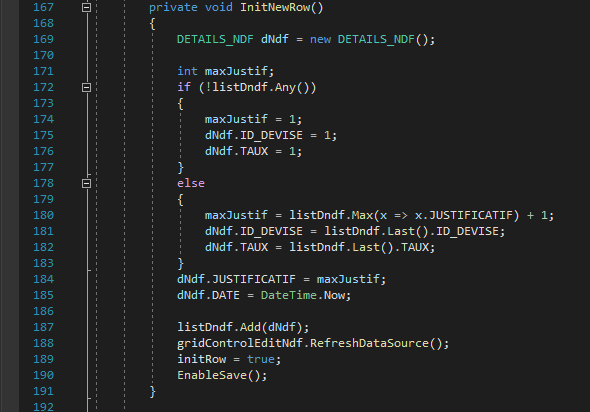 167 private void InitNewRow()
168 {
169 DETAILS_NDF dNdf = new DETAILS_NDF();
170
171 int maxJustif;
172 if (!listDndf.Any())
173 {
174 maxJustif = 1;
175 dNdf.ID_DEVISE = 1;
176 dNdf.TAUX = 1;
177 }
178 else
179 {
180 maxJustif = listDndf.Max(x => x.JUSTIFICATIF) + 1;
181 dNdf.ID_DEVISE = listDndf.Last().ID_DEVISE;
182 dNdf.TAUX = listDndf.Last().TAUX;
183 }
184 dNdf.JUSTIFICATIF = maxJustif;
185 dNdf.DATE = DateTime.Now;
186
187 listDndf.Add(dNdf);
188 gridControlEditNdf.RefreshDataSource();
189 initRow = true;
190 EnableSave();
191 }
192